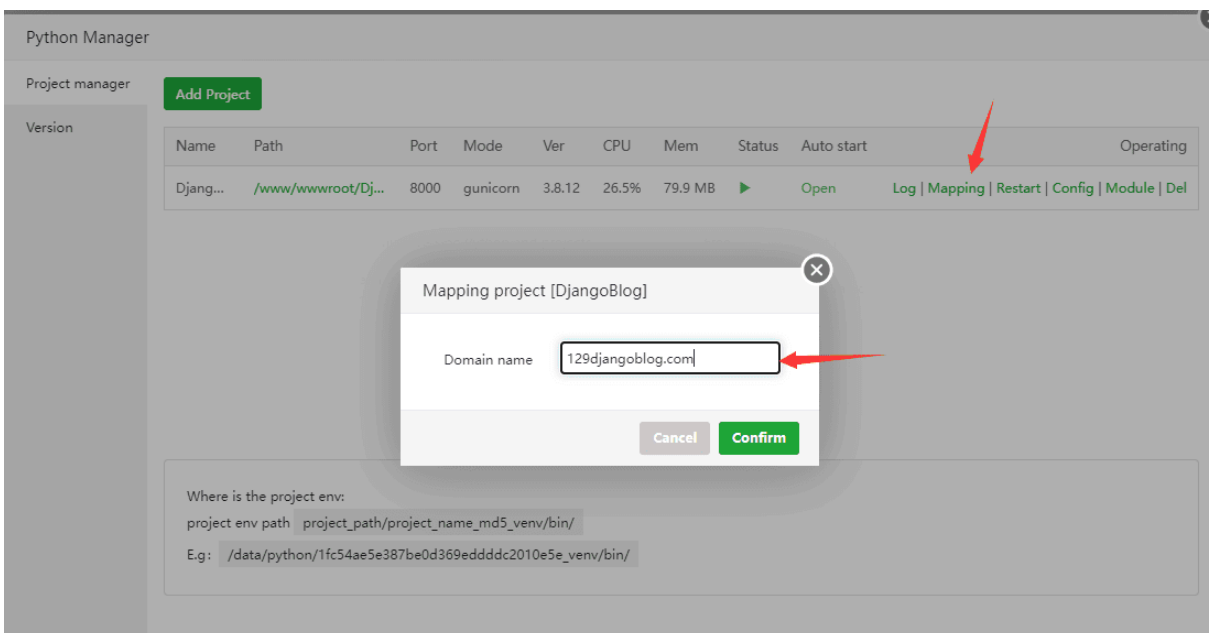 Python Manager
Project manager
Version
Add Project
Name Path Port Mode Ver CPU Mem Status Auto start Operating
Djang... /www/wwwroot/Dj... 8000 gunicorn 3.8.12 26.5% 79.9 MB Open Log | Mapping | Restart | Config | Module | Del
Mapping project [DjangoBlog]
Domain name 129djangoblog.com
Cancel Confirm
Where is the project env:
project env path project_path/project_name_md5_venv/bin/
E.g: /data/python/1fc54ae5e387be0d369eddddc2010e5e_venv/bin/